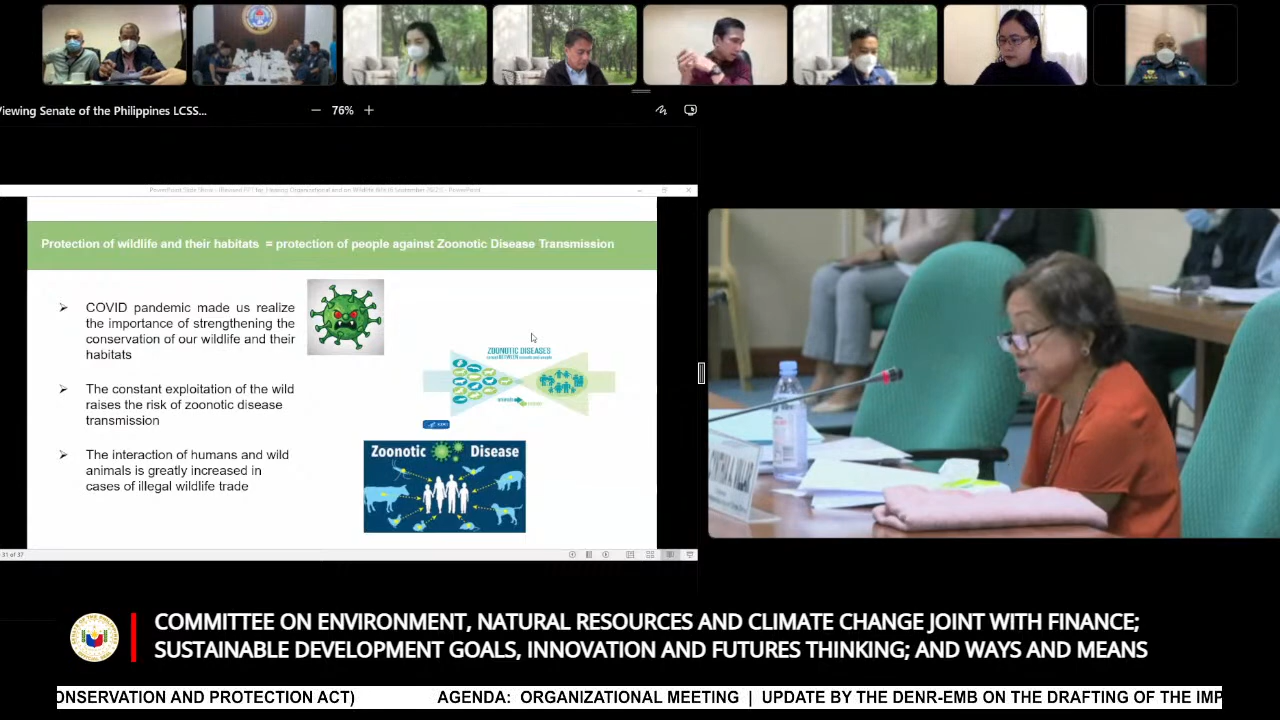 Viewing Senate of the Philippines LCSS...
76%
Protection of wildlife and their habitats = protection of people against Zoonotic Disease Transmission
COVID pandemic made us realize
the importance of strengthening the
conservation of our wildlife and their
habitats
The constant exploitation of the wild
raises the risk of zoonotic disease
transmission
The interaction of humans and wild
animals is greatly increased in
cases of illegal wildlife trade
ZOONOTIC DISEASES
Zoonotic Disease
31 of 37
COMMITTEE ON ENVIRONMENT, NATURAL RESOURCES AND CLIMATE CHANGE JOINT WITH FINANCE;
SUSTAINABLE DEVELOPMENT GOALS, INNOVATION AND FUTURES THINKING; AND WAYS AND MEANS
ONSERVATION AND PROTECTION ACT) AGENDA: ORGANIZATIONAL MEETING | UPDATE BY THE DENR-EMB ON THE DRAFTING OF THE IMP